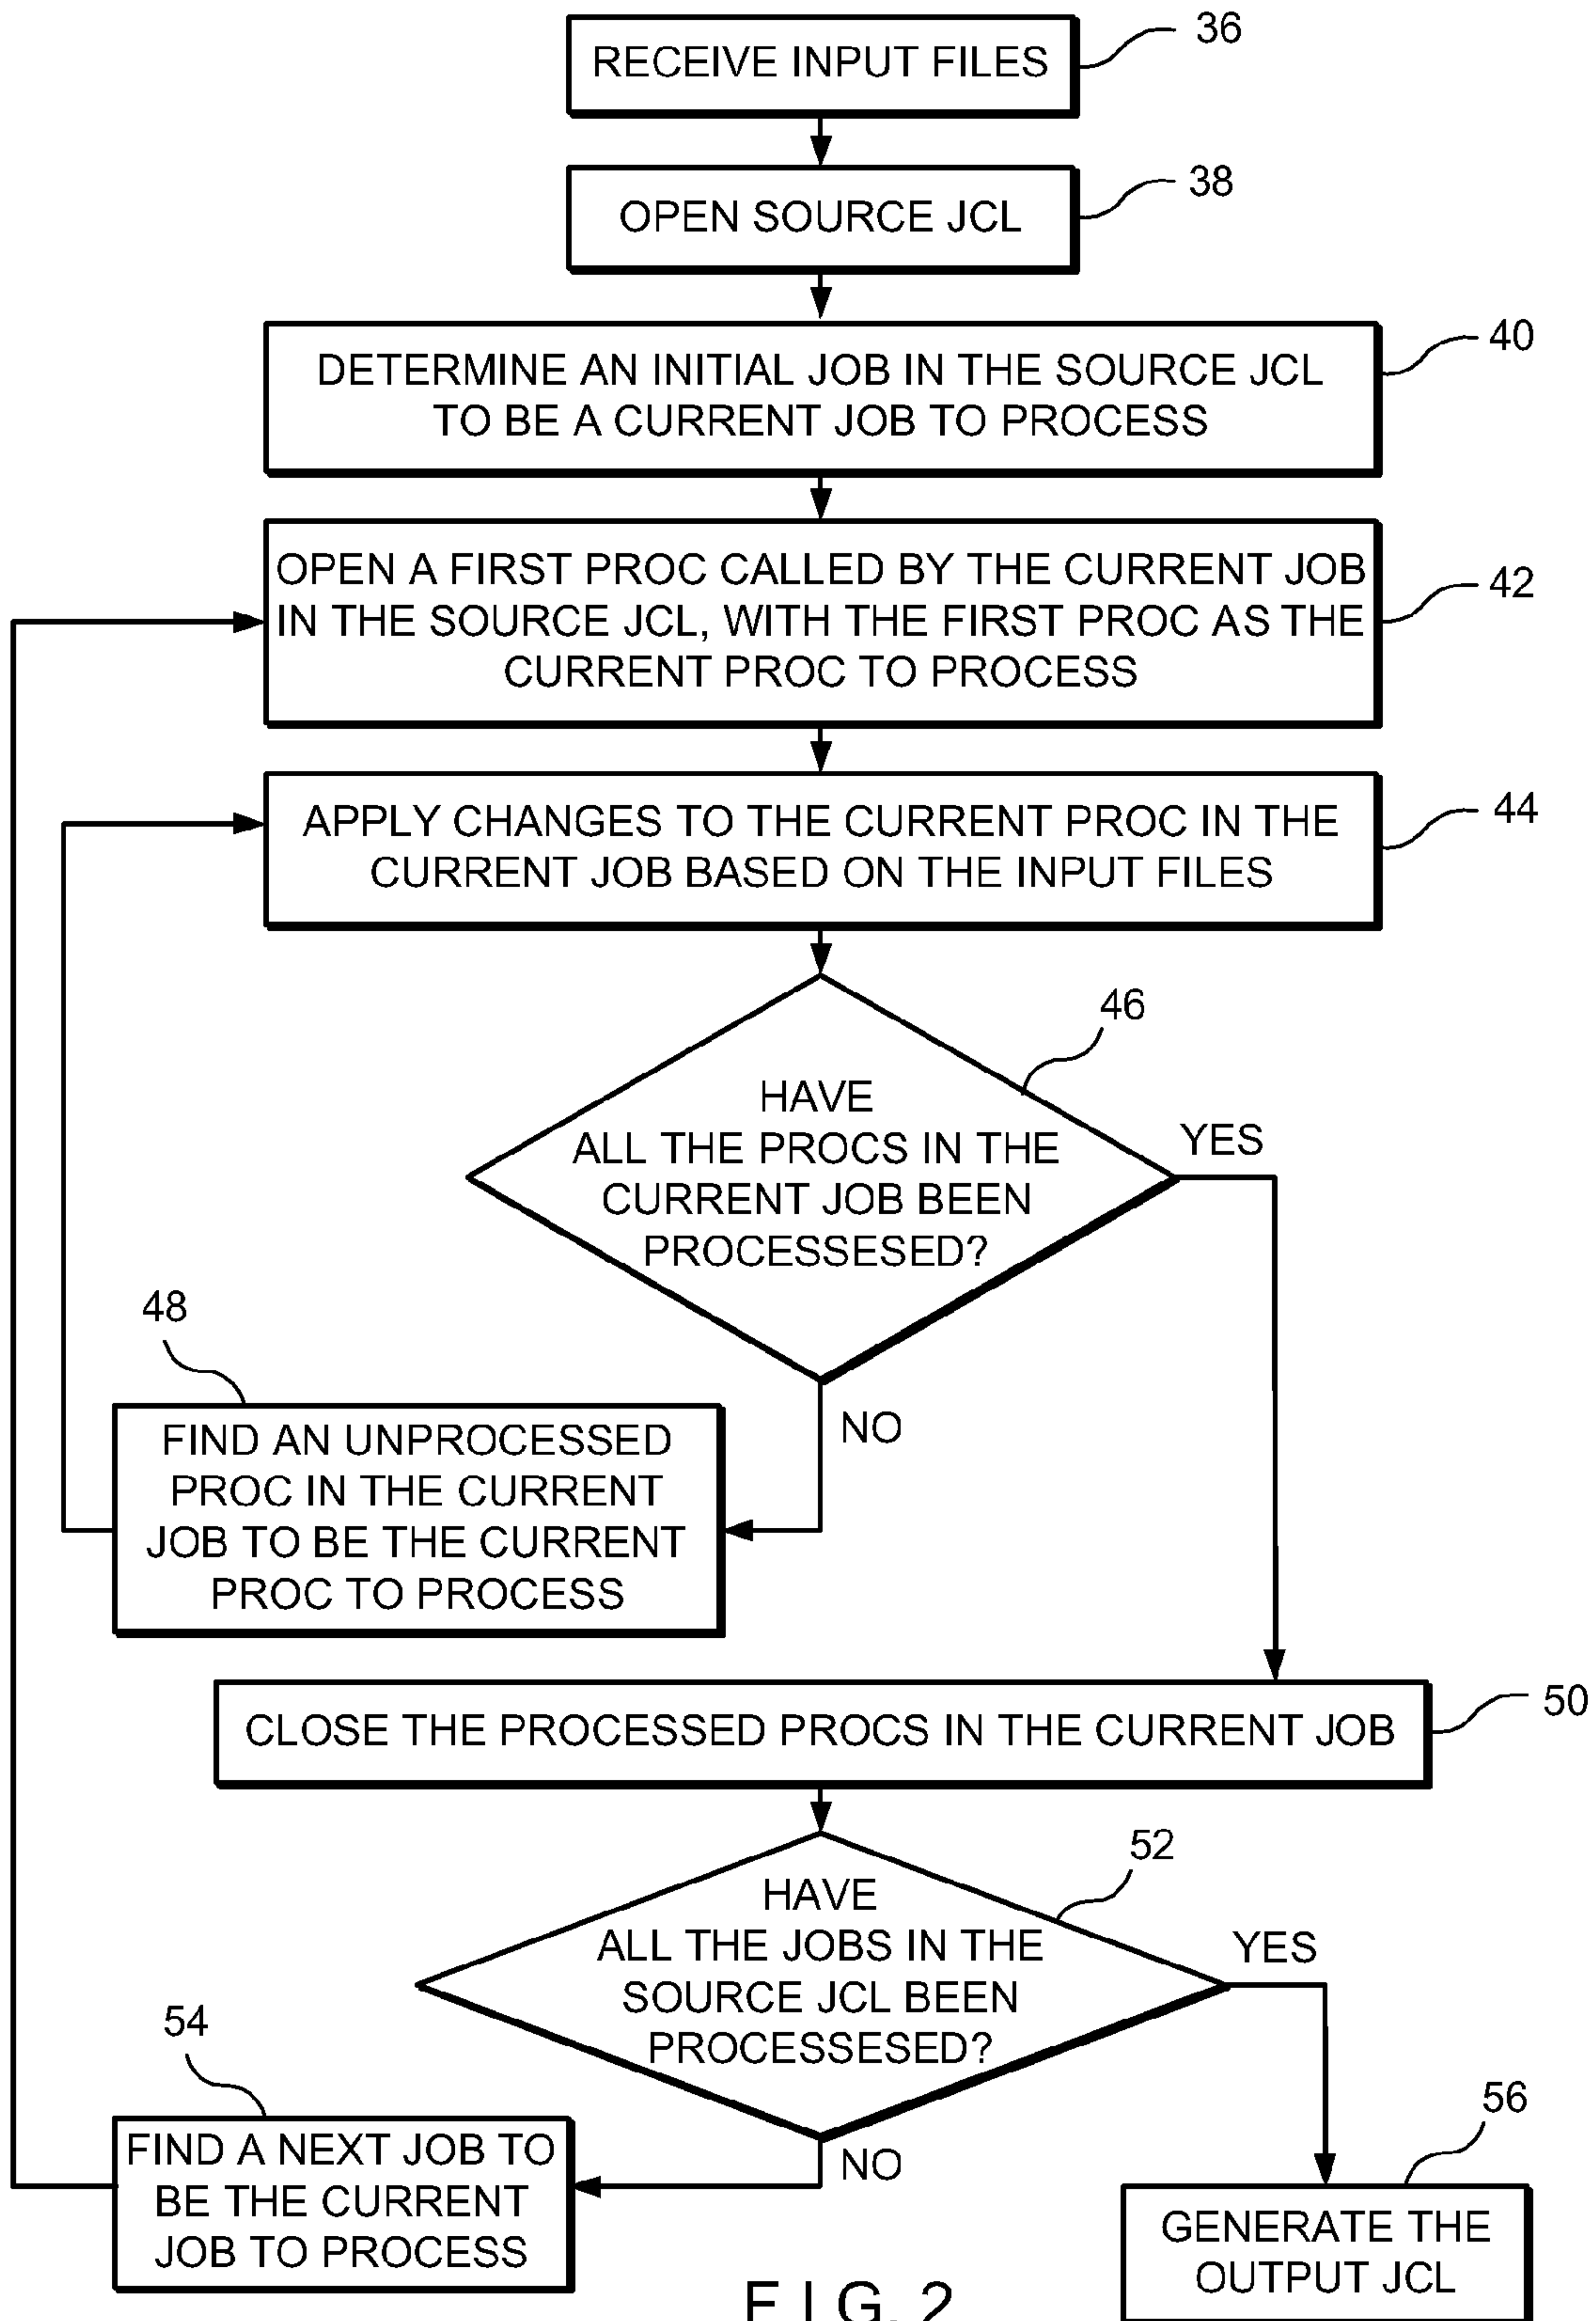 RECEIVE INPUT FILES
36
OPEN SOURCE JCL
38
DETERMINE AN INITIAL JOB IN THE SOURCE JCL
TO BE A CURRENT JOB TO PROCESS
40
OPEN A FIRST PROC CALLED BY THE CURRENT JOB
IN THE SOURCE JCL, WITH THE FIRST PROC AS THE
CURRENT PROC TO PROCESS
42
APPLY CHANGES TO THE CURRENT PROC IN THE
CURRENT JOB BASED ON THE INPUT FILES
44
46
HAVE
ALL THE PROCS IN THE
CURRENT JOB BEEN
PROCESSESED?
YES
NO
48
FIND AN UNPROCESSED
PROC IN THE CURRENT
JOB TO BE THE CURRENT
PROC TO PROCESS
CLOSE THE PROCESSED PROCS IN THE CURRENT JOB
50
52
HAVE
ALL THE JOBS IN THE
SOURCE JCL BEEN
PROCESSESED?
YES
NO
54
FIND A NEXT JOB TO
BE THE CURRENT
JOB TO PROCESS
56
GENERATE THE
OUTPUT JCL
FIG. 2